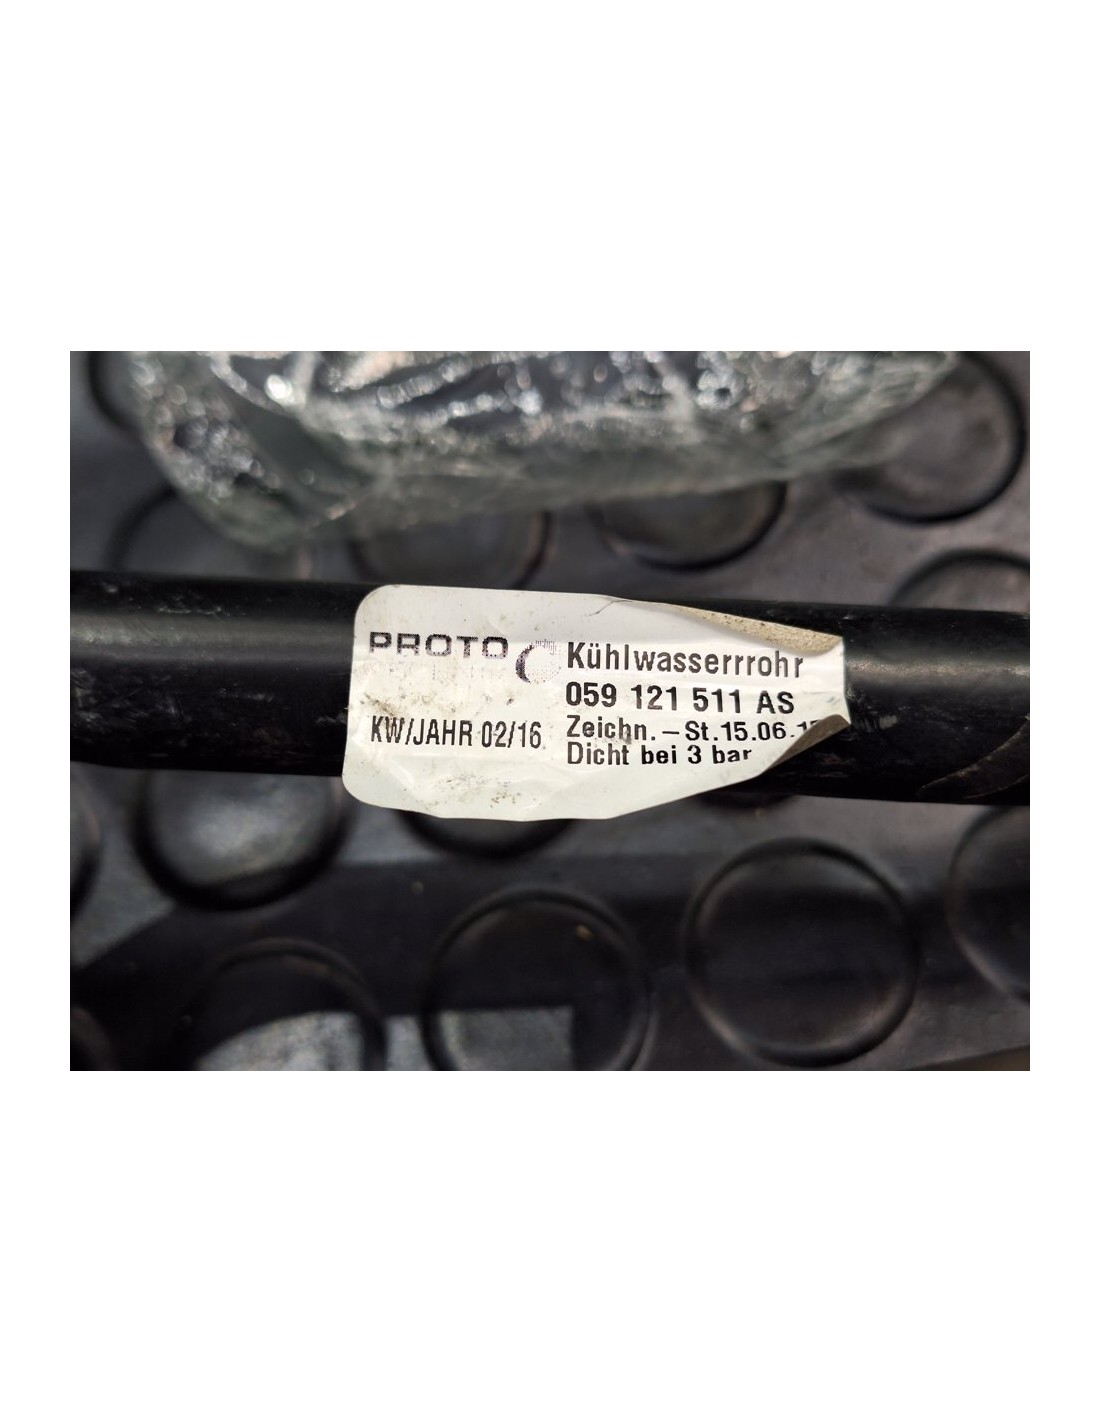 PROTO
KW/JAHR 02/16
Kühlwasserrrohr
059 121 511 AS
Zeichn.–St.15.06.
Dicht bei 3 bar